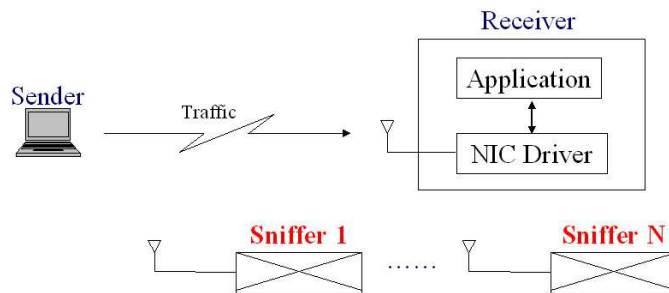 Receiver
Application
Sender
Traffic
NIC Driver
Sniffer 1
......
Sniffer N